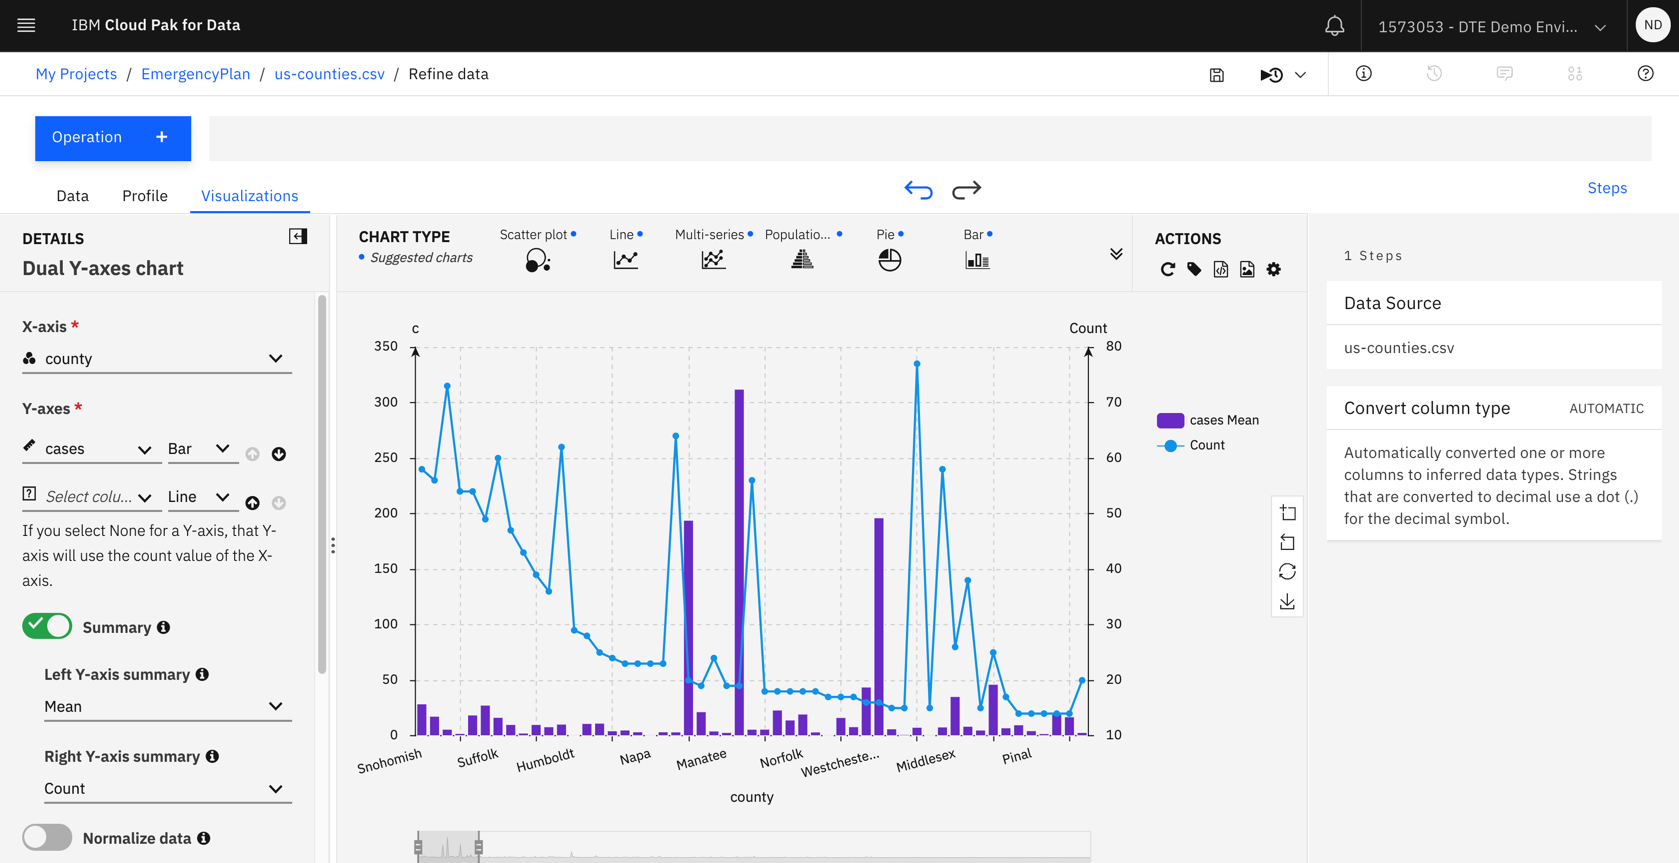 IBM Cloud Pak for Data
1573053 - DTE Demo Envi...
ND
My Projects / EmergencyPlan / us-counties.csv / Refine data
Operation +
Data Profile Visualizations
Steps
DETAILS
Dual Y-axes chart
X-axis *
county
Y-axes *
cases Bar
Select colu... Line
If you select None for a Y-axis, that Y-
axis will use the count value of the X-
axis.
Summary
Left Y-axis summary
Mean
Right Y-axis summary
Count
Normalize data
CHART TYPE
Suggested charts
Scatter plot Line Multi-series Populatio... Pie Bar
ACTIONS
c Count
350 80
300 70
250 60
200 50
150 40
100 30
50 20
0 10
Snohomish Suffolk Humboldt Napa Manatee Norfolk Westcheste... Middlesex Pinal
county
cases Mean
Count
1 Steps
Data Source
us-counties.csv
Convert column type AUTOMATIC
Automatically converted one or more
columns to inferred data types. Strings
that are converted to decimal use a dot (.)
for the decimal symbol.